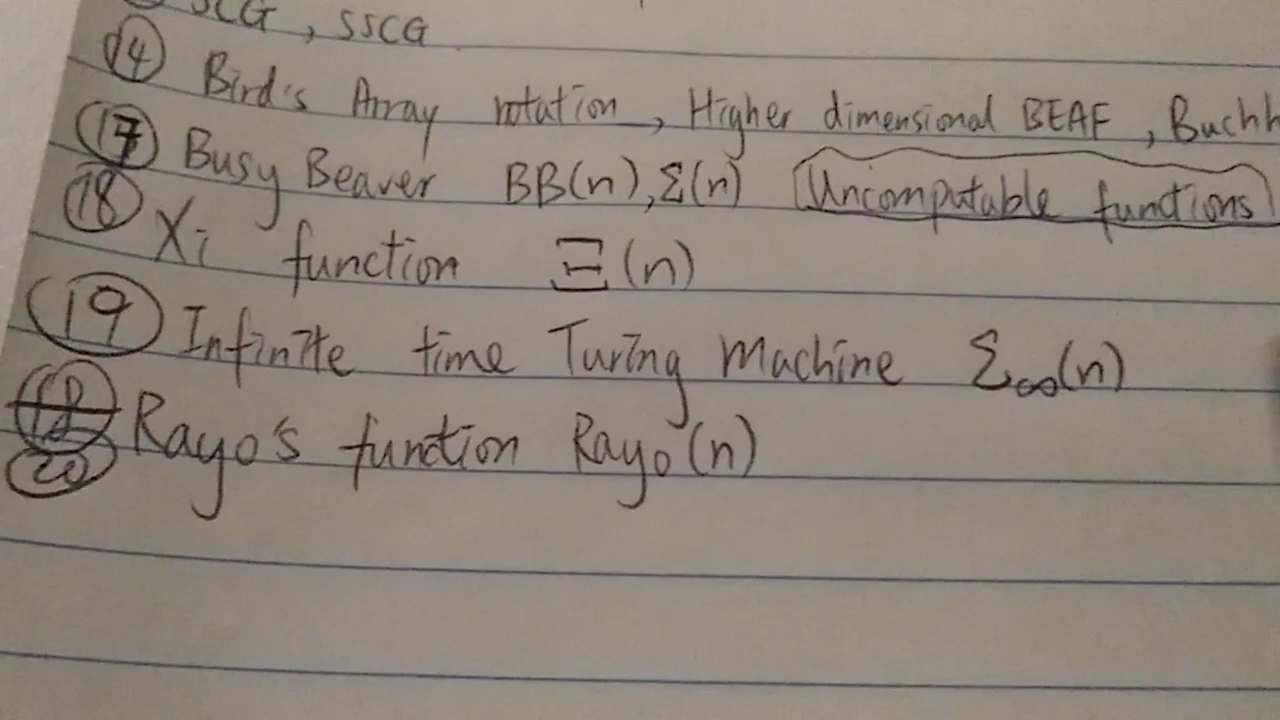 SCG, SSCG
14 Bird's Array notation, Higher dimensional BEAF, Buchh
17 Busy Beaver BB(n), Σ(n) Uncomputable functions
18 Xi function Ξ(n)
19 Infinite time Turing Machine Σ∞(n)
20 Rayo's function Rayo(n)